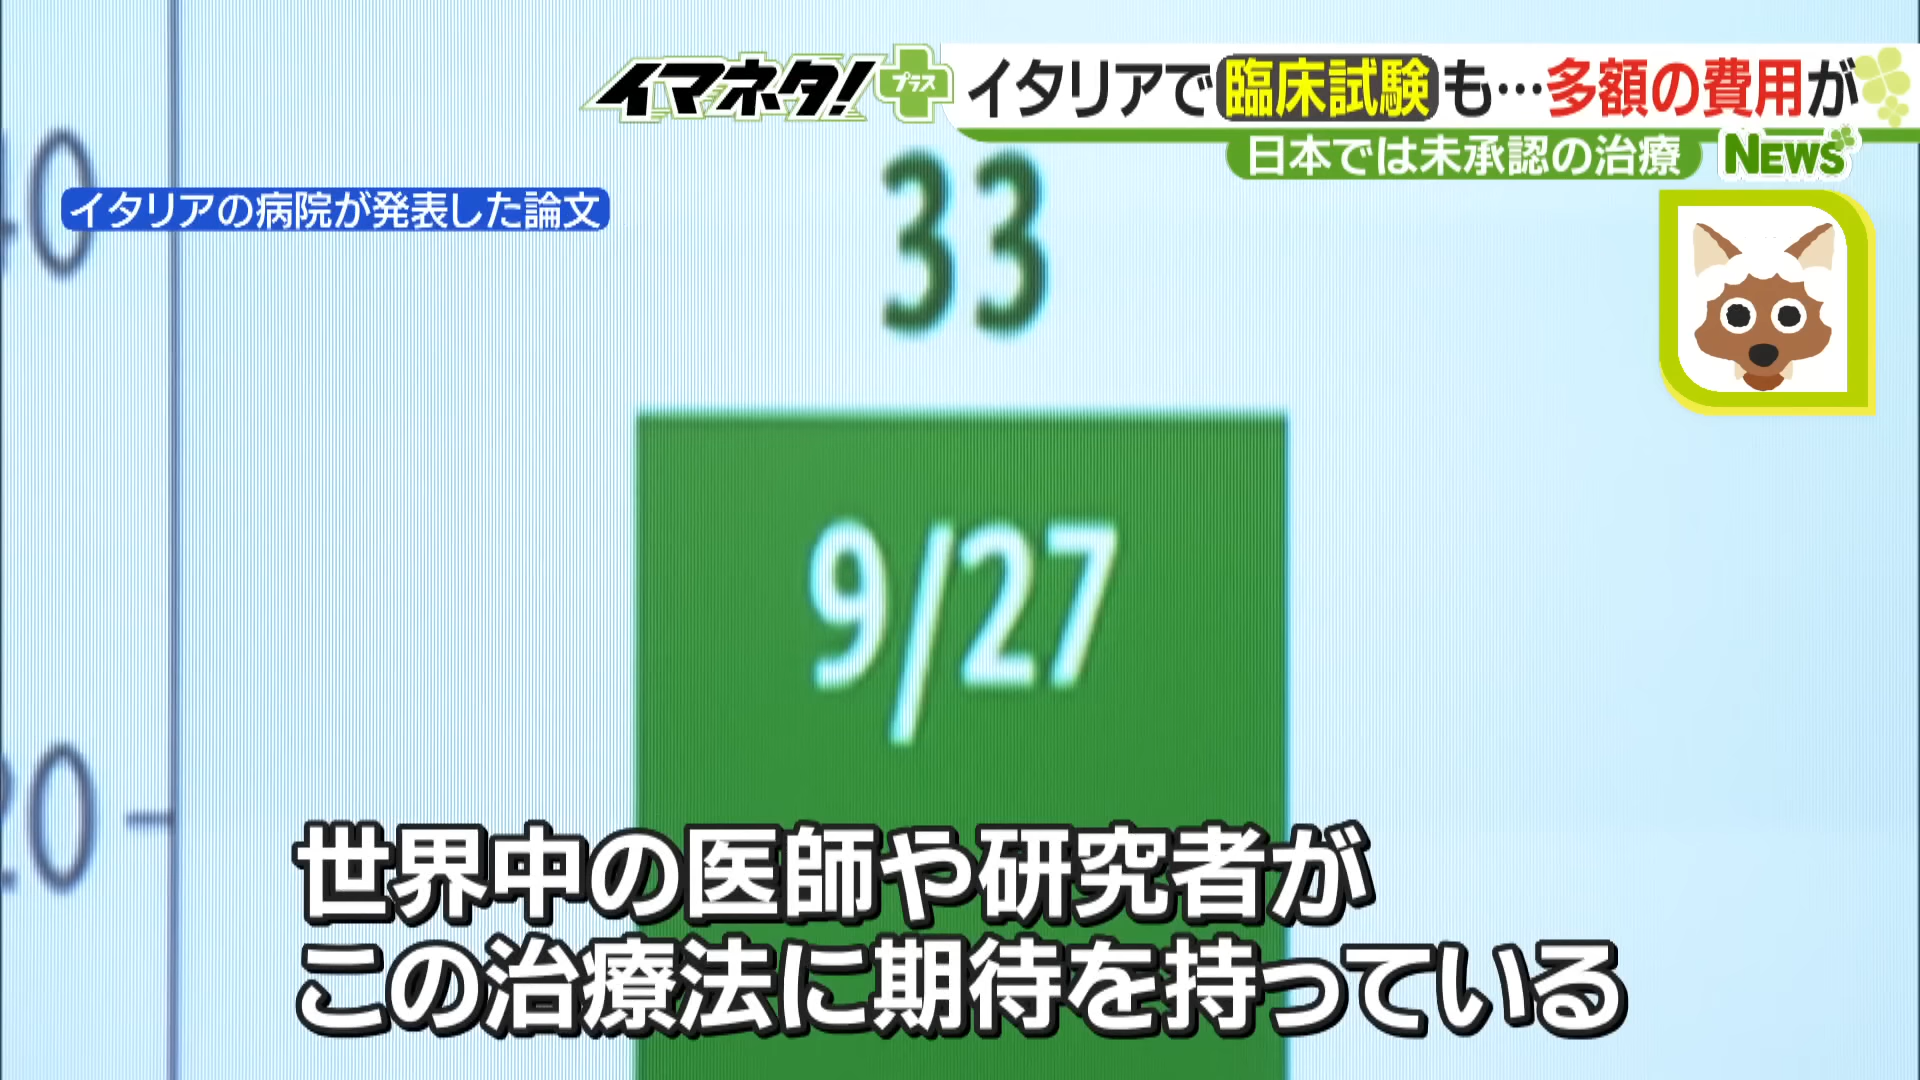 イマネタ!プラス
イタリアで臨床試験も…多額の費用が
日本では未承認の治療
NEWS
イタリアの病院が発表した論文
40
33
9/27
20
世界中の医師や研究者が
この治療法に期待を持っている